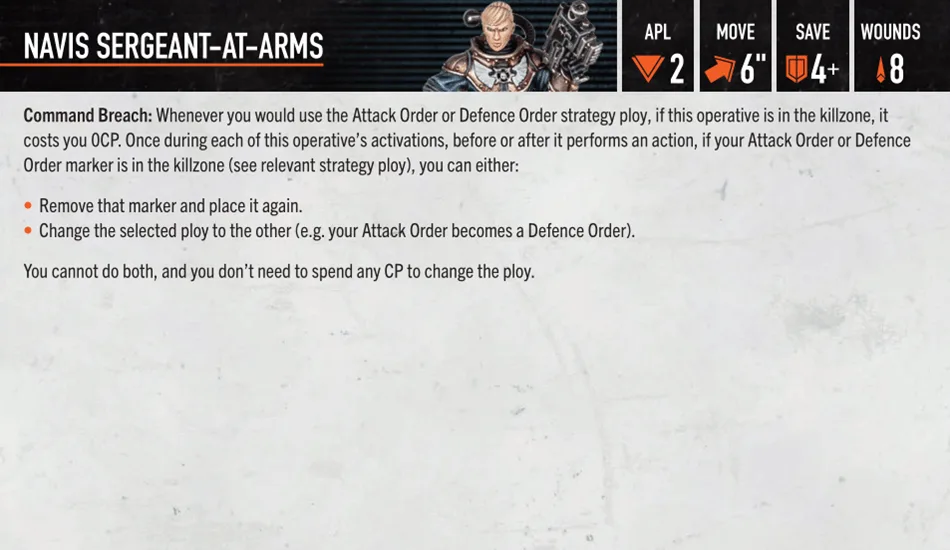 NAVIS SERGEANT-AT-ARMS
APL
2
MOVE
6"
SAVE
4+
WOUNDS
8
Command Breach: Whenever you would use the Attack Order or Defence Order strategy ploy, if this operative is in the killzone, it
costs you 0CP. Once during each of this operative's activations, before or after it performs an action, if your Attack Order or Defence
Order marker is in the killzone (see relevant strategy ploy), you can either:
• Remove that marker and place it again.
• Change the selected ploy to the other (e.g. your Attack Order becomes a Defence Order).
You cannot do both, and you don't need to spend any CP to change the ploy.